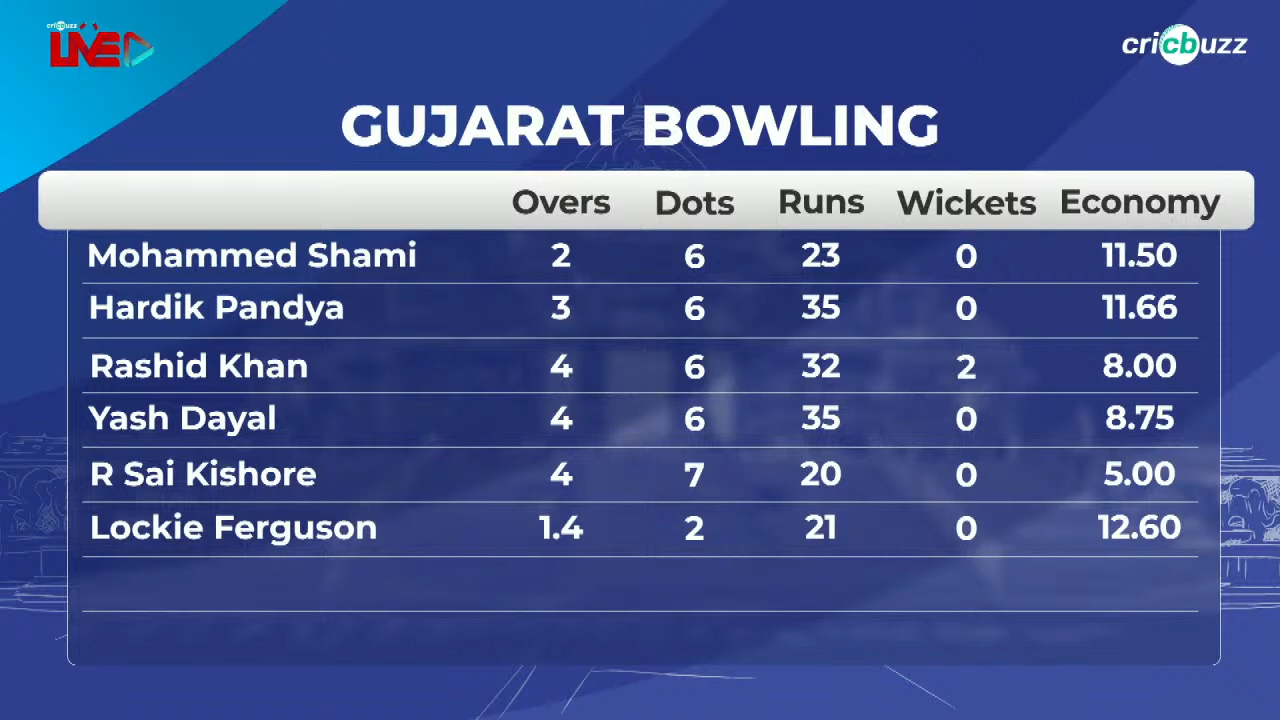 cricbuzz
LIVE
cricbuzz
GUJARAT BOWLING
Overs Dots Runs Wickets Economy
Mohammed Shami 2 6 23 0 11.50
Hardik Pandya 3 6 35 0 11.66
Rashid Khan 4 6 32 2 8.00
Yash Dayal 4 6 35 0 8.75
R Sai Kishore 4 7 20 0 5.00
Lockie Ferguson 1.4 2 21 0 12.60